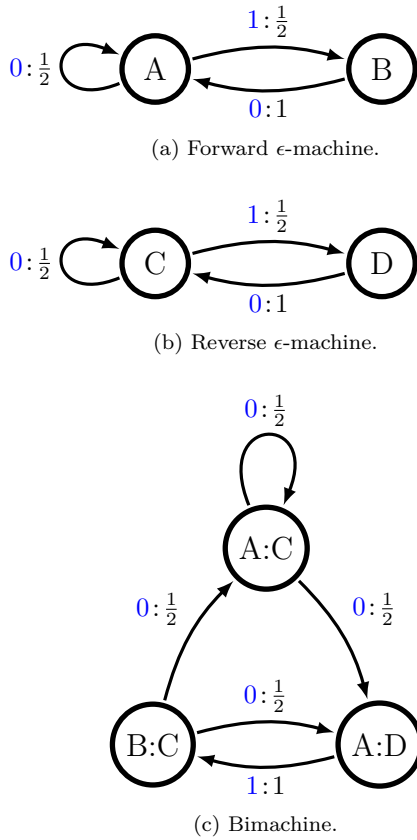 1:½
0:½ A B
0:1
(a) Forward ϵ-machine.
1:½
0:½ C D
0:1
(b) Reverse ϵ-machine.
0:½
A:C
0:½ 0:½
0:½
B:C A:D
1:1
(c) Bimachine.